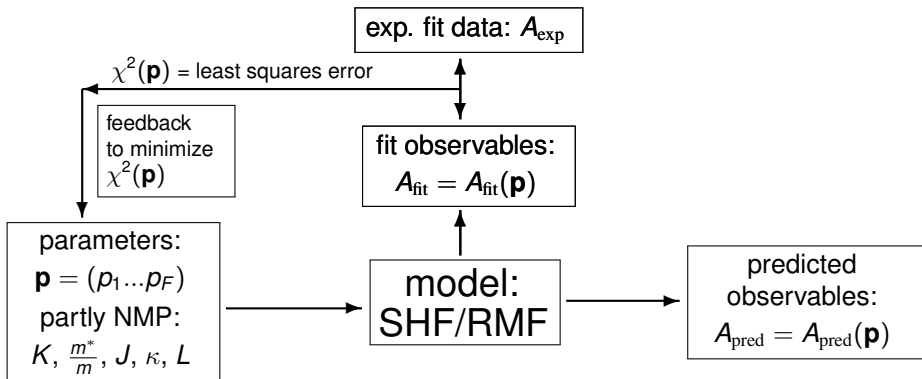 exp. fit data: A_exp
χ²(𝐩) = least squares error
feedback
to minimize
χ²(𝐩)
fit observables:
A_fit = A_fit(𝐩)
parameters:
𝐩 = (p₁...p_F)
partly NMP:
K, m*/m, J, κ, L
model:
SHF/RMF
predicted
observables:
A_pred = A_pred(𝐩)